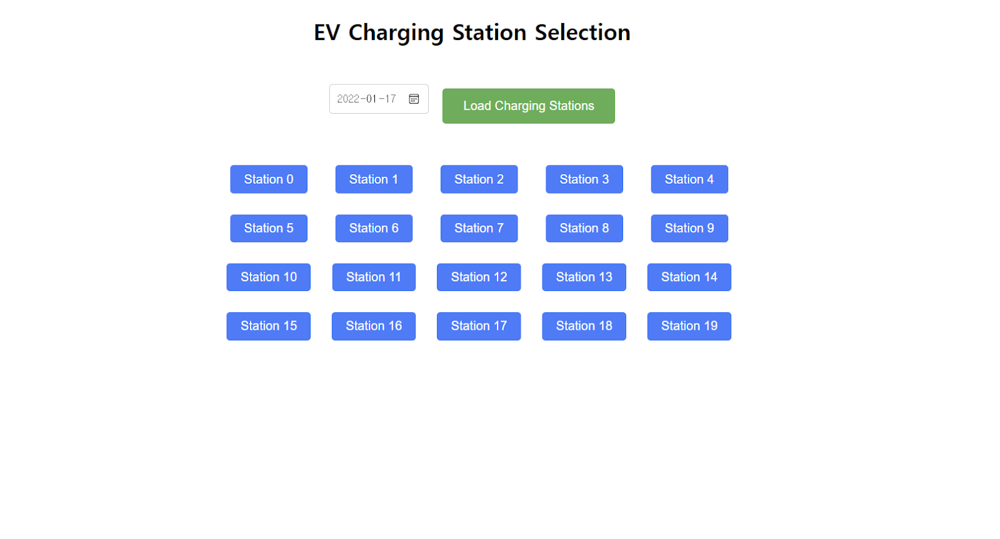 EV Charging Station Selection
2022-01-17 Load Charging Stations
Station 0 Station 1 Station 2 Station 3 Station 4
Station 5 Station 6 Station 7 Station 8 Station 9
Station 10 Station 11 Station 12 Station 13 Station 14
Station 15 Station 16 Station 17 Station 18 Station 19